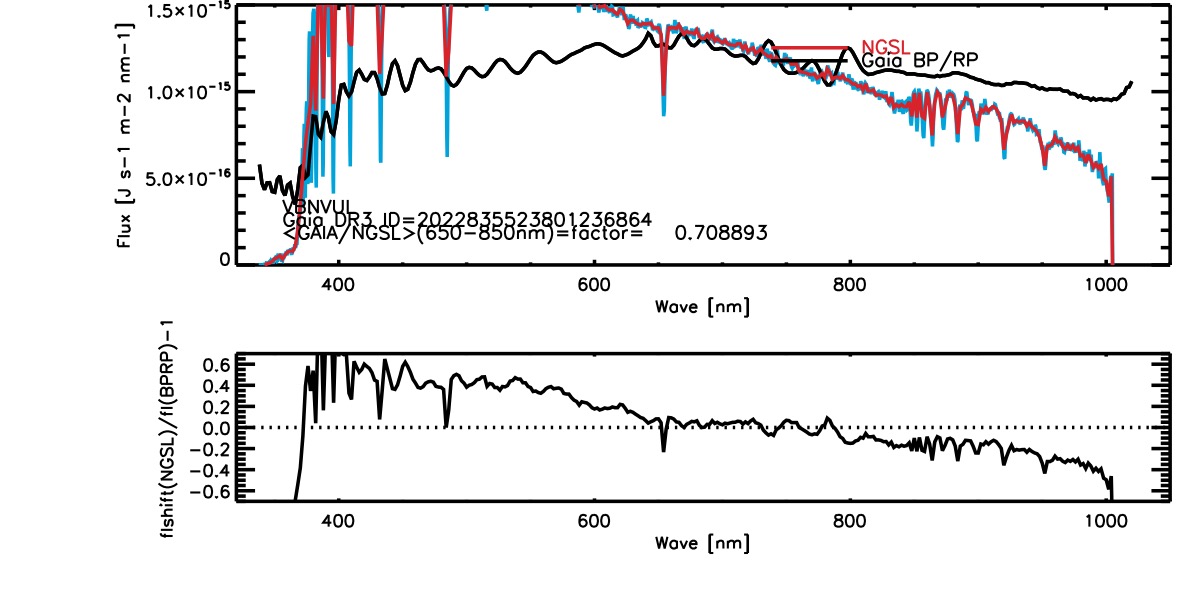 1.5×10−15
1.0×10−15
5.0×10−16
0
Flux [J s−1 m−2 nm−1]
NGSL
Gaia BP/RP
VBNVUL
Gaia DR3 ID=2022835523801236864
<GAIA/NGSL>(650−850nm)=factor= 0.708893
400 600 800 1000
Wave [nm]
0.6
0.4
0.2
0.0
−0.2
−0.4
−0.6
flshift(NGSL)/fl(BPRP)−1
400 600 800 1000
Wave [nm]